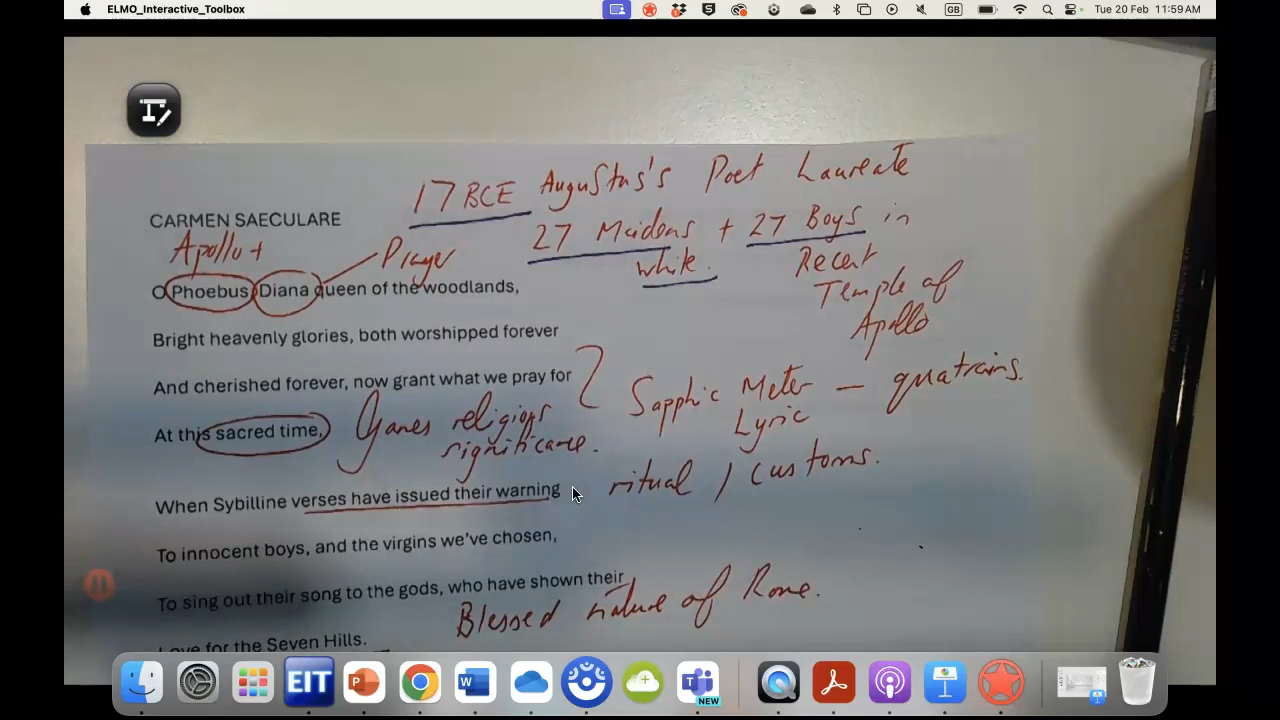 ELMO_Interactive_Toolbox
GB
Tue 20 Feb 11:59 AM
17 BCE Augustus's Poet Laureate
CARMEN SAECULARE
27 Maidens + 27 Boys in
white.
Recent
Temple of
Apollo
Apollo +
Prayer
O Phoebus, Diana queen of the woodlands,
Bright heavenly glories, both worshipped forever
And cherished forever, now grant what we pray for
Sapphic Meter – quatrains.
Lyric
At this sacred time,
Games religious
significance.
When Sybilline verses have issued their warning
ritual / customs.
To innocent boys, and the virgins we've chosen,
To sing out their song to the gods, who have shown their
Blessed nature of Rome.
Love for the Seven Hills.
EIT
P
W
T
NEW